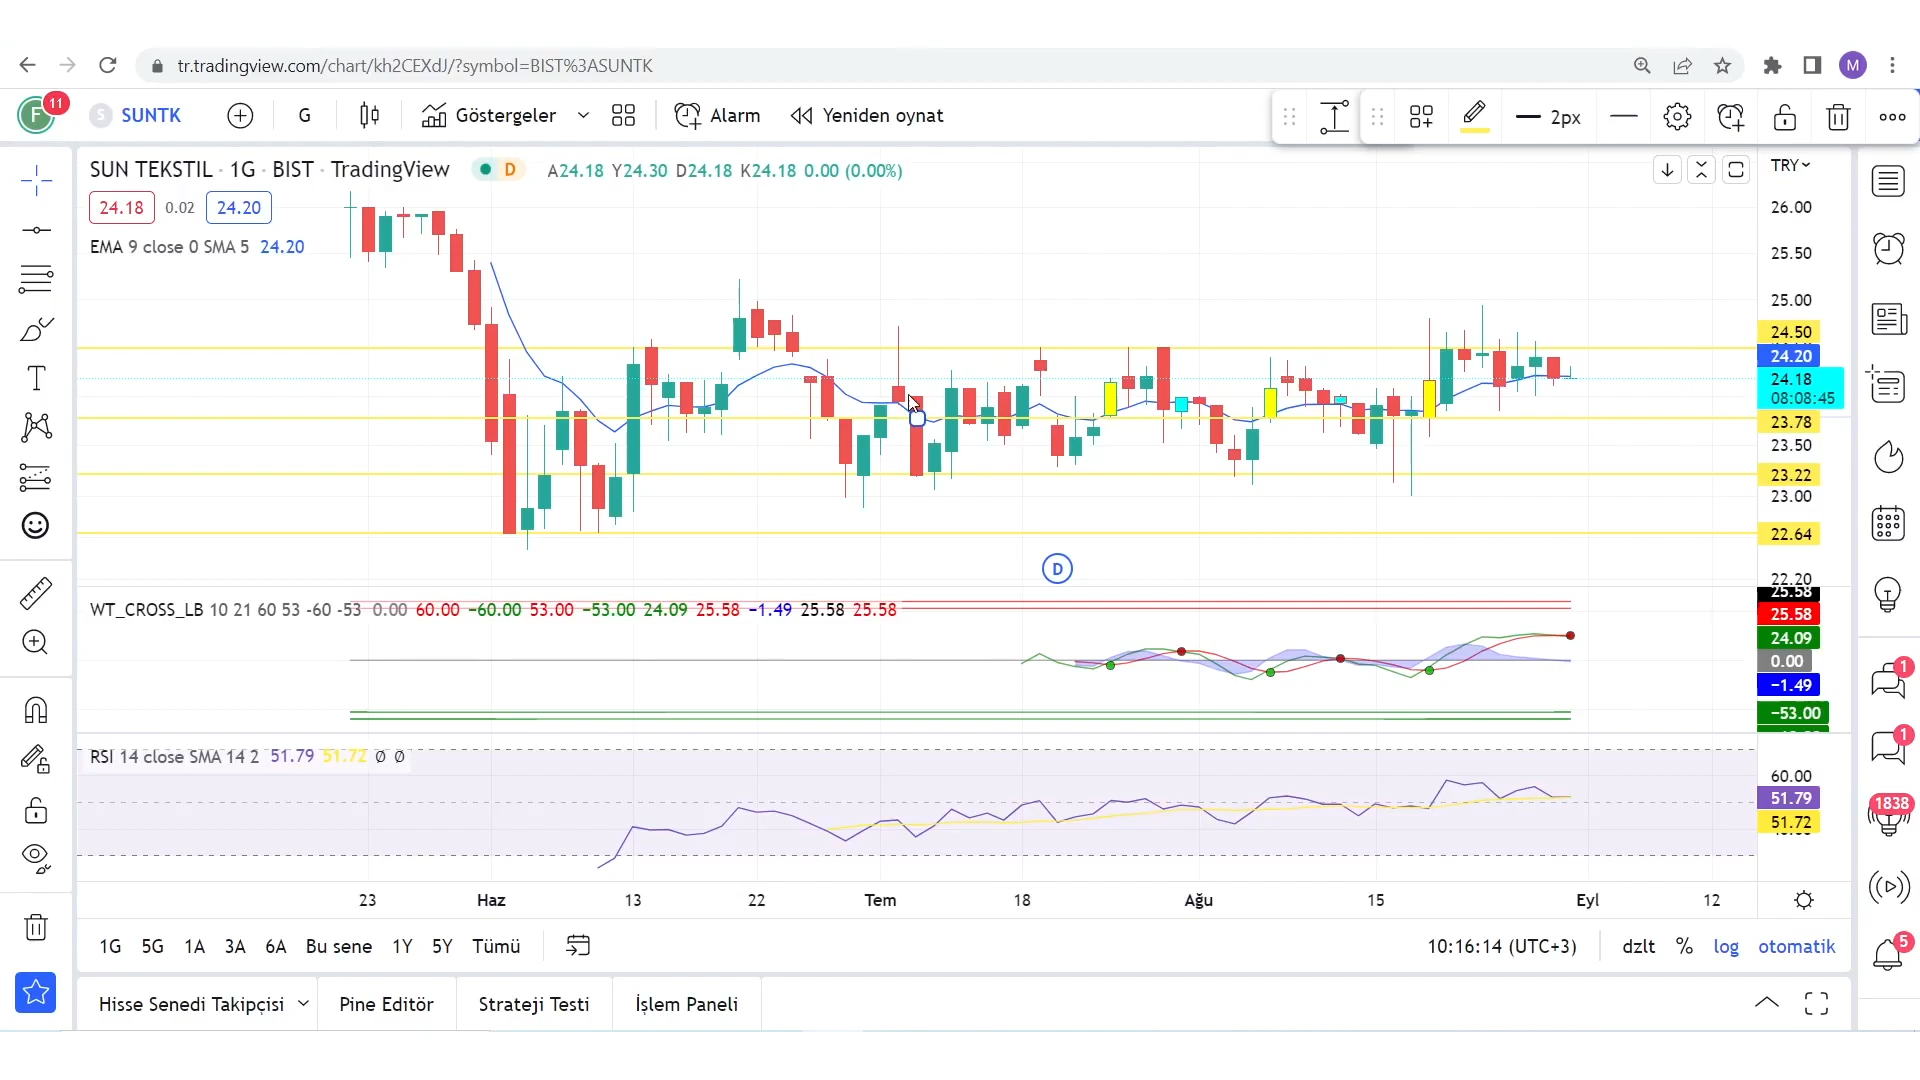 tr.tradingview.com/chart/kh2CEXdJ/?symbol=BIST%3ASUNTK
M
F 11 S SUNTK G Göstergeler Alarm Yeniden oynat 2px
SUN TEKSTİL · 1G · BIST · TradingView D A24.18 Y24.30 D24.18 K24.18 0.00 (0.00%) TRY
24.18 0.02 24.20
EMA 9 close 0 SMA 5 24.20
26.00
25.50
25.00
24.50
24.20
24.18
08:08:45
23.78
23.50
23.22
23.00
22.64
D
22.20
WT_CROSS_LB 10 21 60 53 -60 -53 0.00 60.00 −60.00 53.00 −53.00 24.09 25.58 −1.49 25.58 25.58
25.58
25.58
24.09
0.00
−1.49
−53.00
RSI 14 close SMA 14 2 51.79 51.72 Ø Ø
60.00
51.79
51.72
23 Haz 13 22 Tem 18 Ağu 15 Eyl 12
1G 5G 1A 3A 6A Bu sene 1Y 5Y Tümü 10:16:14 (UTC+3) dzlt % log otomatik
Hisse Senedi Takipçisi Pine Editör Strateji Testi İşlem Paneli
1
1
1838
5